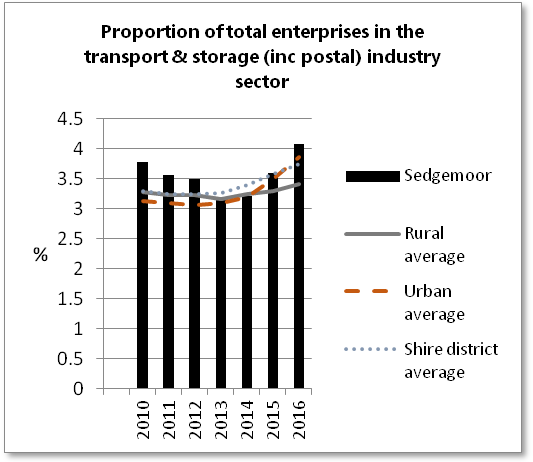 Proportion of total enterprises in the
transport & storage (inc postal) industry
sector
4.5
4
3.5
3
2.5
2
1.5
1
0.5
0
%
2010
2011
2012
2013
2014
2015
2016
Sedgemoor
Rural
average
Urban
average
Shire district
average